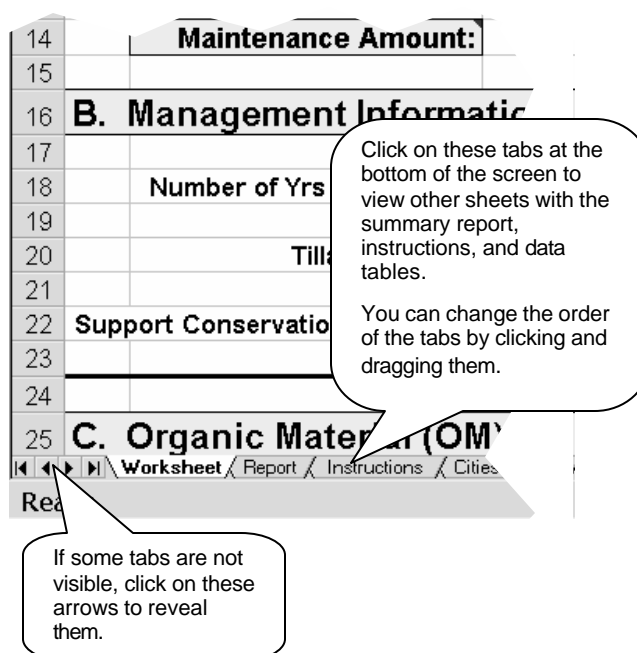 14 Maintenance Amount:
15
16 B. Management Informatic
17
18 Number of Yrs
19
20 Tilla
21
22 Support Conservatio
23
24
25 C. Organic Material (OM)
Worksheet Report Instructions Cities
Rea
Click on these tabs at the
bottom of the screen to
view other sheets with the
summary report,
instructions, and data
tables.
You can change the order
of the tabs by clicking and
dragging them.
If some tabs are not
visible, click on these
arrows to reveal
them.